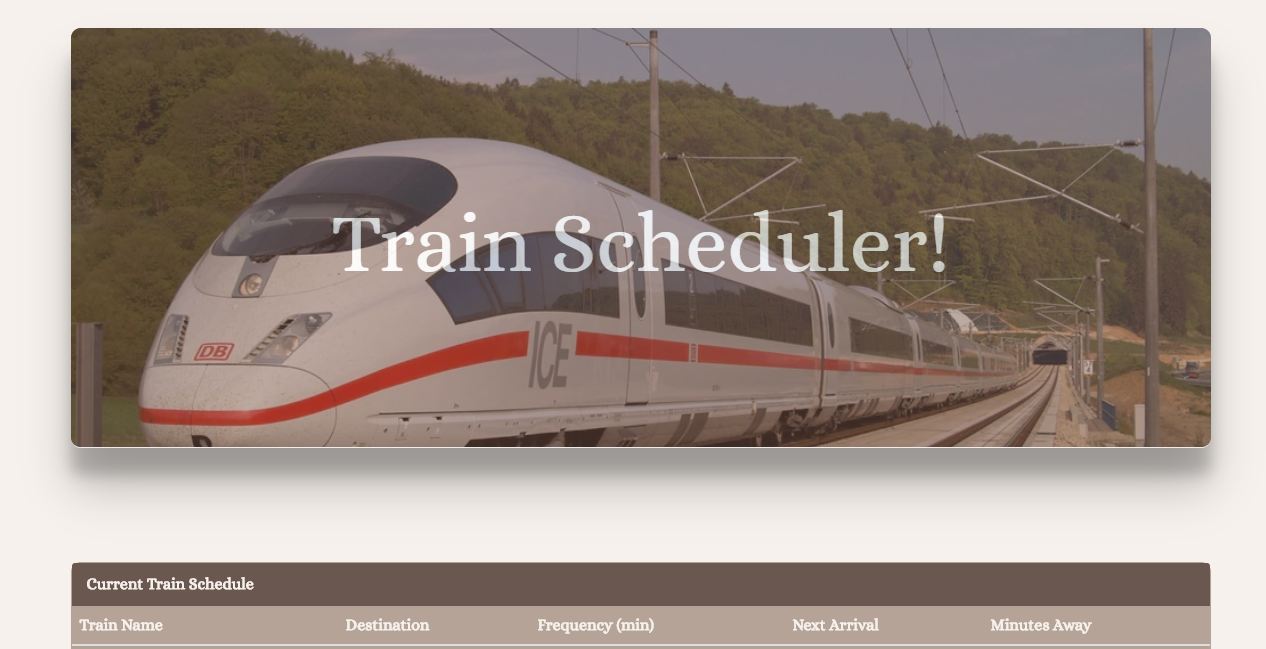 Train Scheduler!
DB
ICE
Current Train Schedule
Train Name Destination Frequency (min) Next Arrival Minutes Away